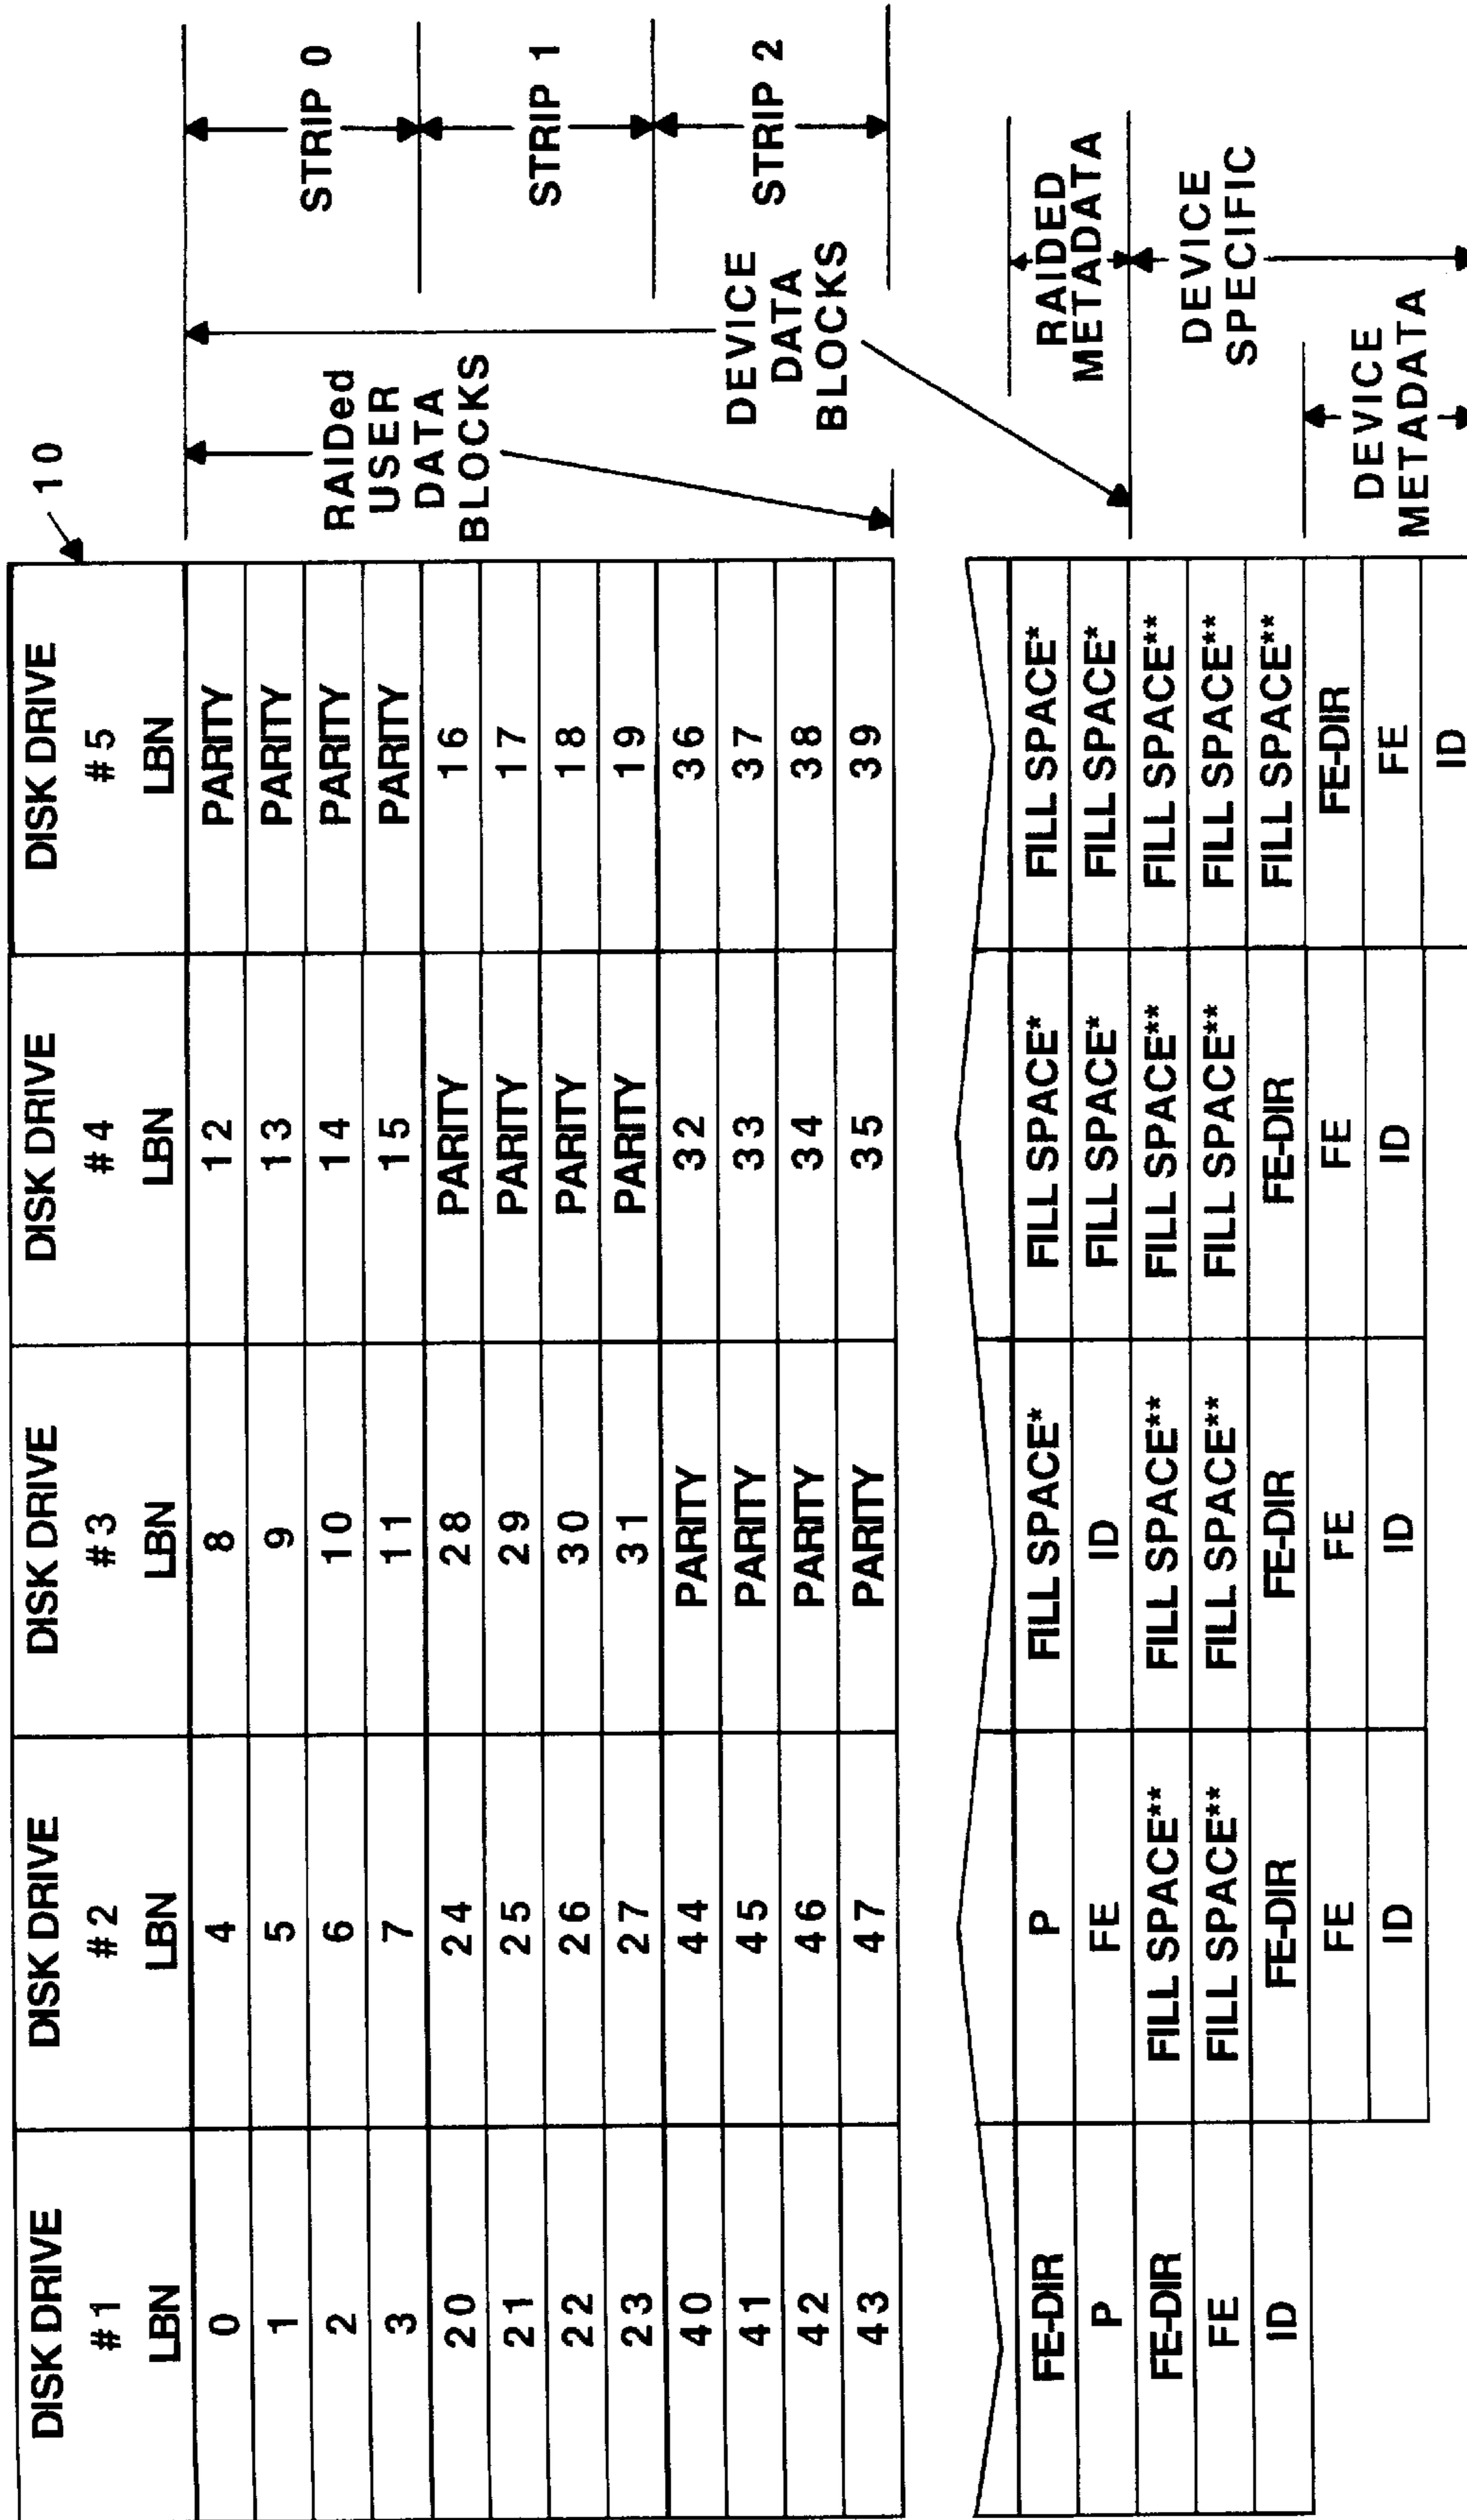 10
DISK DRIVE #1 LBN | DISK DRIVE #2 LBN | DISK DRIVE #3 LBN | DISK DRIVE #4 LBN | DISK DRIVE #5 LBN
0 | 4 | 8 | 12 | PARITY
1 | 5 | 9 | 13 | PARITY
2 | 6 | 10 | 14 | PARITY
3 | 7 | 11 | 15 | PARITY
20 | 24 | 28 | PARITY | 16
21 | 25 | 29 | PARITY | 17
22 | 26 | 30 | PARITY | 18
23 | 27 | 31 | PARITY | 19
40 | 44 | PARITY | 32 | 36
41 | 45 | PARITY | 33 | 37
42 | 46 | PARITY | 34 | 38
43 | 47 | PARITY | 35 | 39
FE-DIR | P | FILL SPACE* | FILL SPACE* | FILL SPACE*
P | FE | ID | FILL SPACE* | FILL SPACE*
FE-DIR | FILL SPACE** | FILL SPACE** | FILL SPACE** | FILL SPACE**
FE | FILL SPACE** | FILL SPACE** | FILL SPACE** | FILL SPACE**
ID | FE-DIR | FE-DIR | FE-DIR | FILL SPACE**
FE | FE | FE | FE-DIR
ID | ID | ID | FE
ID
RAIDed
USER
DATA
BLOCKS
DEVICE
DATA
BLOCKS
STRIP 0
STRIP 1
STRIP 2
RAIDED
METADATA
DEVICE
SPECIFIC
DEVICE
METADATA